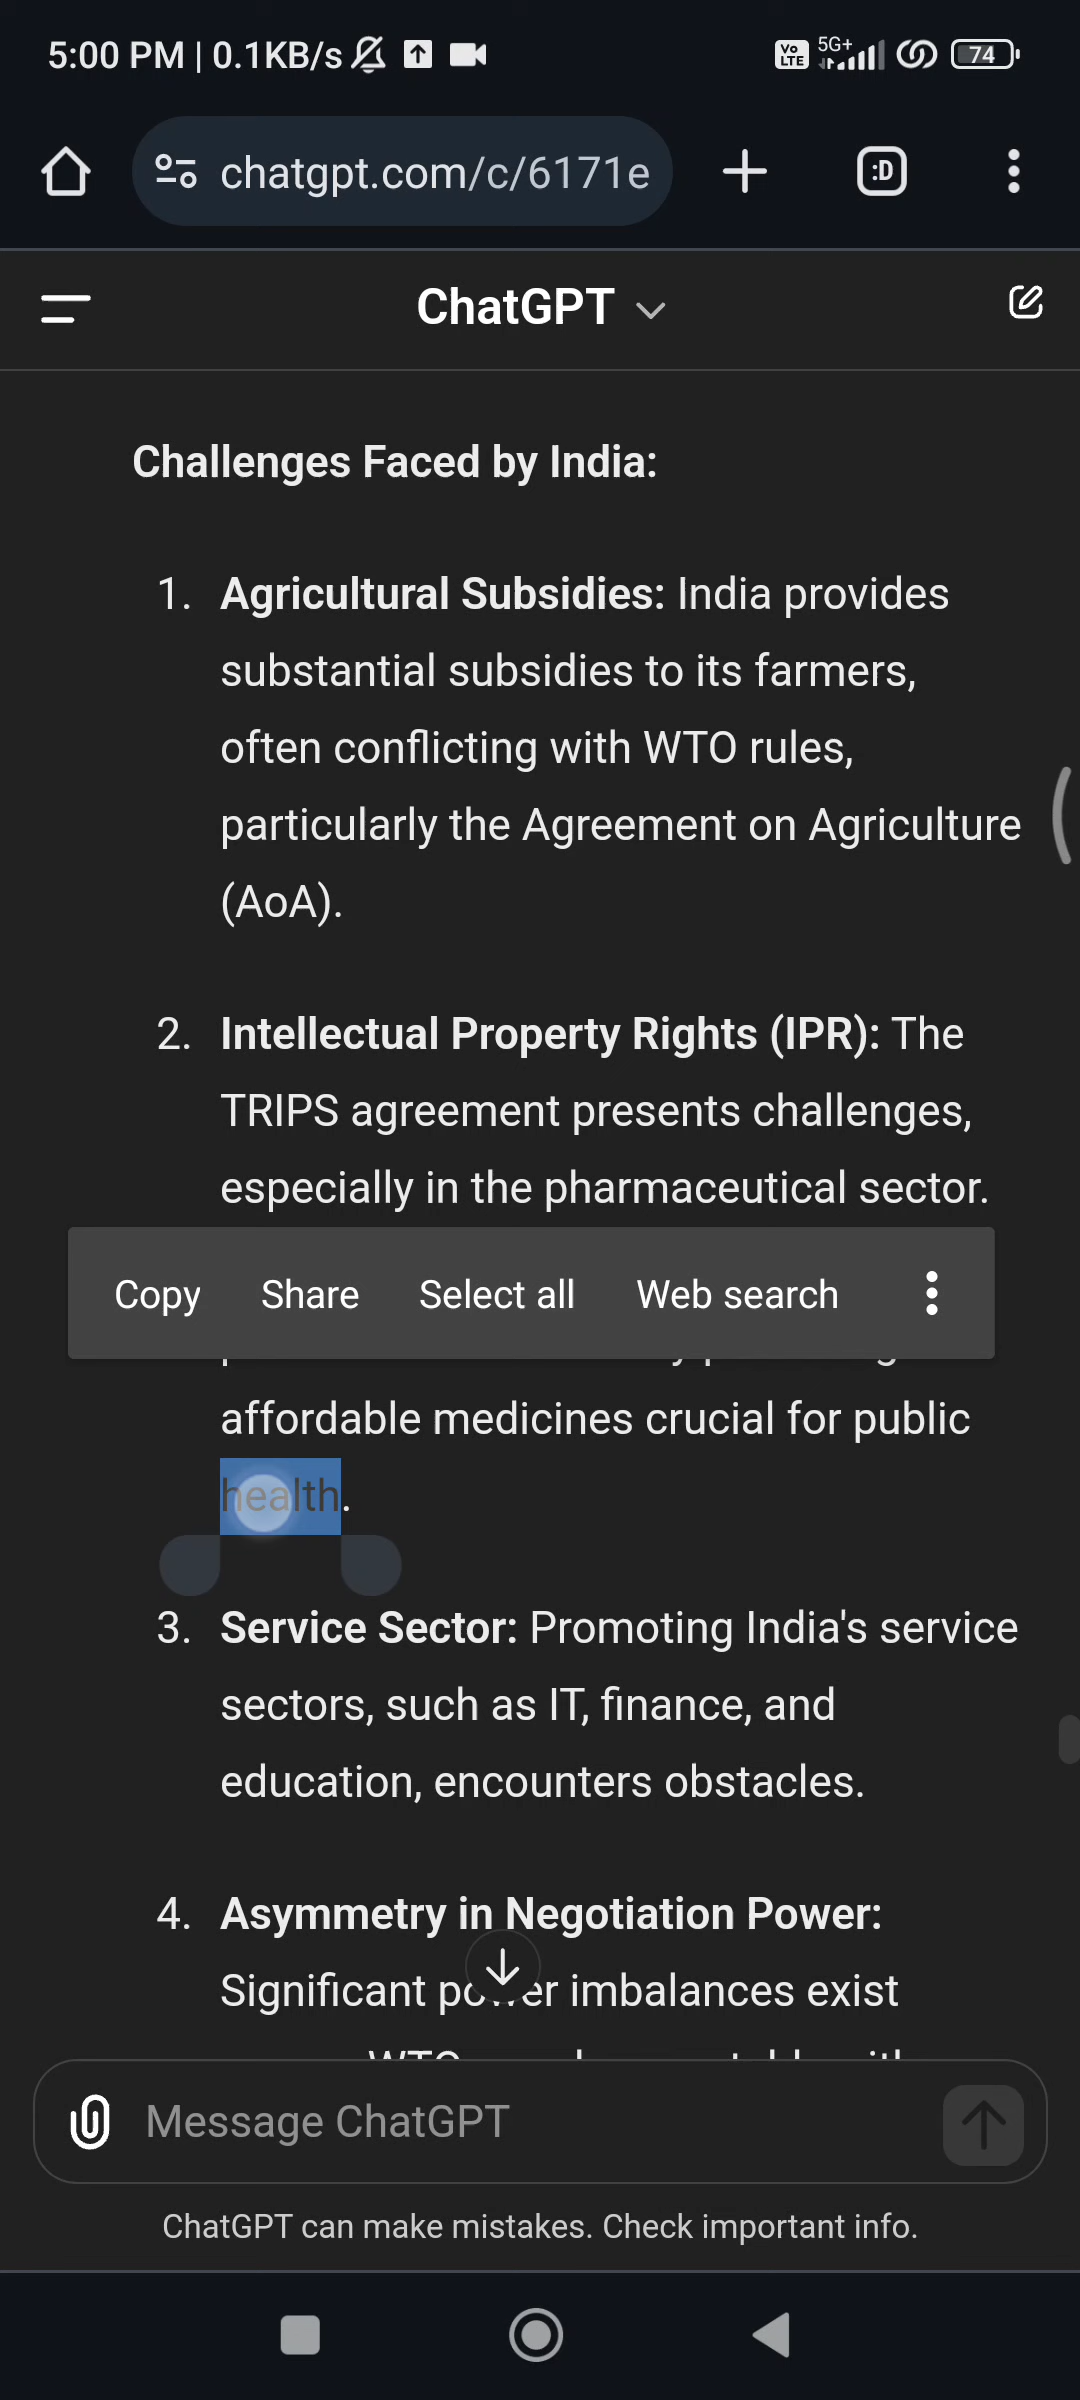 5:00 PM | 0.1KB/s Vo LTE 5G+ 74
chatgpt.com/c/6171e :D
ChatGPT
Challenges Faced by India:
1. Agricultural Subsidies: India provides
substantial subsidies to its farmers,
often conflicting with WTO rules,
particularly the Agreement on Agriculture
(AoA).
2. Intellectual Property Rights (IPR): The
TRIPS agreement presents challenges,
especially in the pharmaceutical sector.
Copy Share Select all Web search
affordable medicines crucial for public
health.
3. Service Sector: Promoting India's service
sectors, such as IT, finance, and
education, encounters obstacles.
4. Asymmetry in Negotiation Power:
Significant power imbalances exist
WTO
Message ChatGPT
ChatGPT can make mistakes. Check important info.